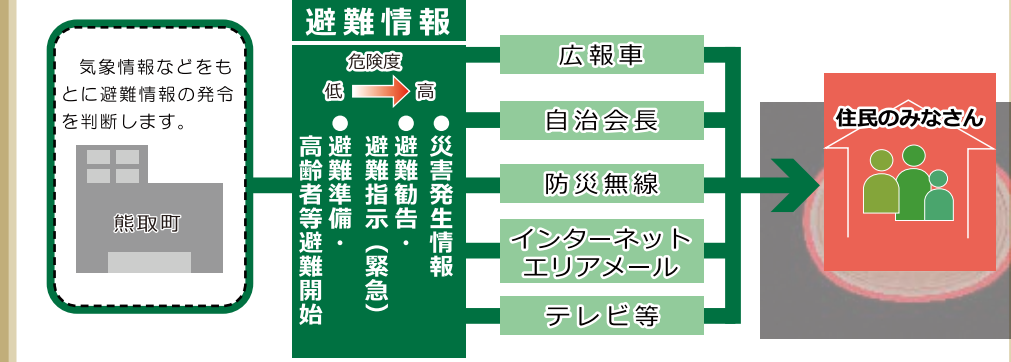 気象情報などをも
とに避難情報の発令
を判断します。
熊取町
避難情報
危険度
低
高
●避難準備・
高齢者等避難開始
●避難勧告・
避難指示（緊急）
●災害発生情報
広報車
自治会長
防災無線
インターネット
エリアメール
テレビ等
住民のみなさん